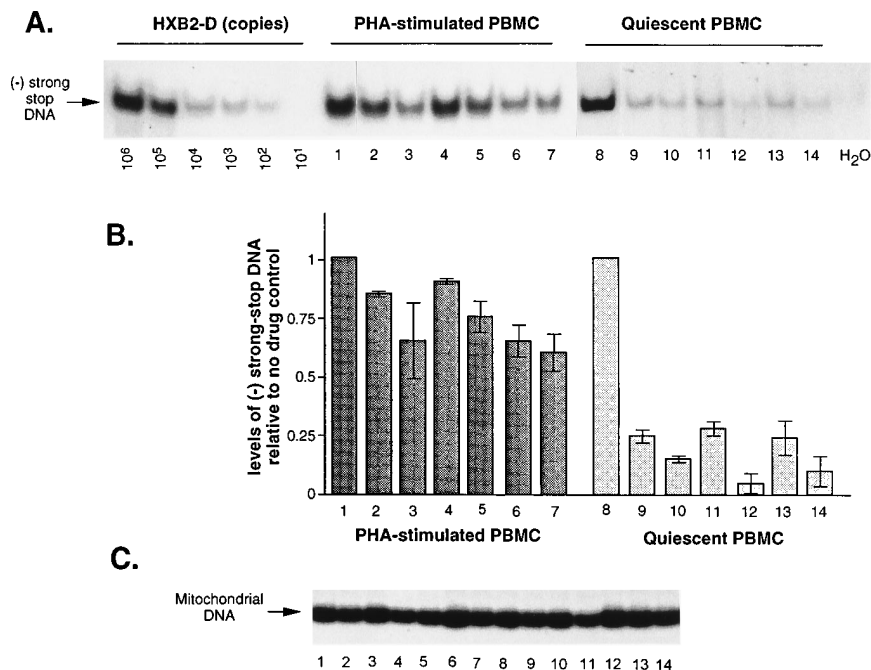 A.
HXB2-D (copies) PHA-stimulated PBMC Quiescent PBMC
(-) strong
stop
DNA
10⁶ 10⁵ 10⁴ 10³ 10² 10¹ 1 2 3 4 5 6 7 8 9 10 11 12 13 14 H₂O
B.
levels of (-) strong-stop DNA
relative to no drug control
1
0.75
0.5
0.25
0
1 2 3 4 5 6 7 8 9 10 11 12 13 14
PHA-stimulated PBMC Quiescent PBMC
C.
Mitochondrial
DNA
1 2 3 4 5 6 7 8 9 10 11 12 13 14